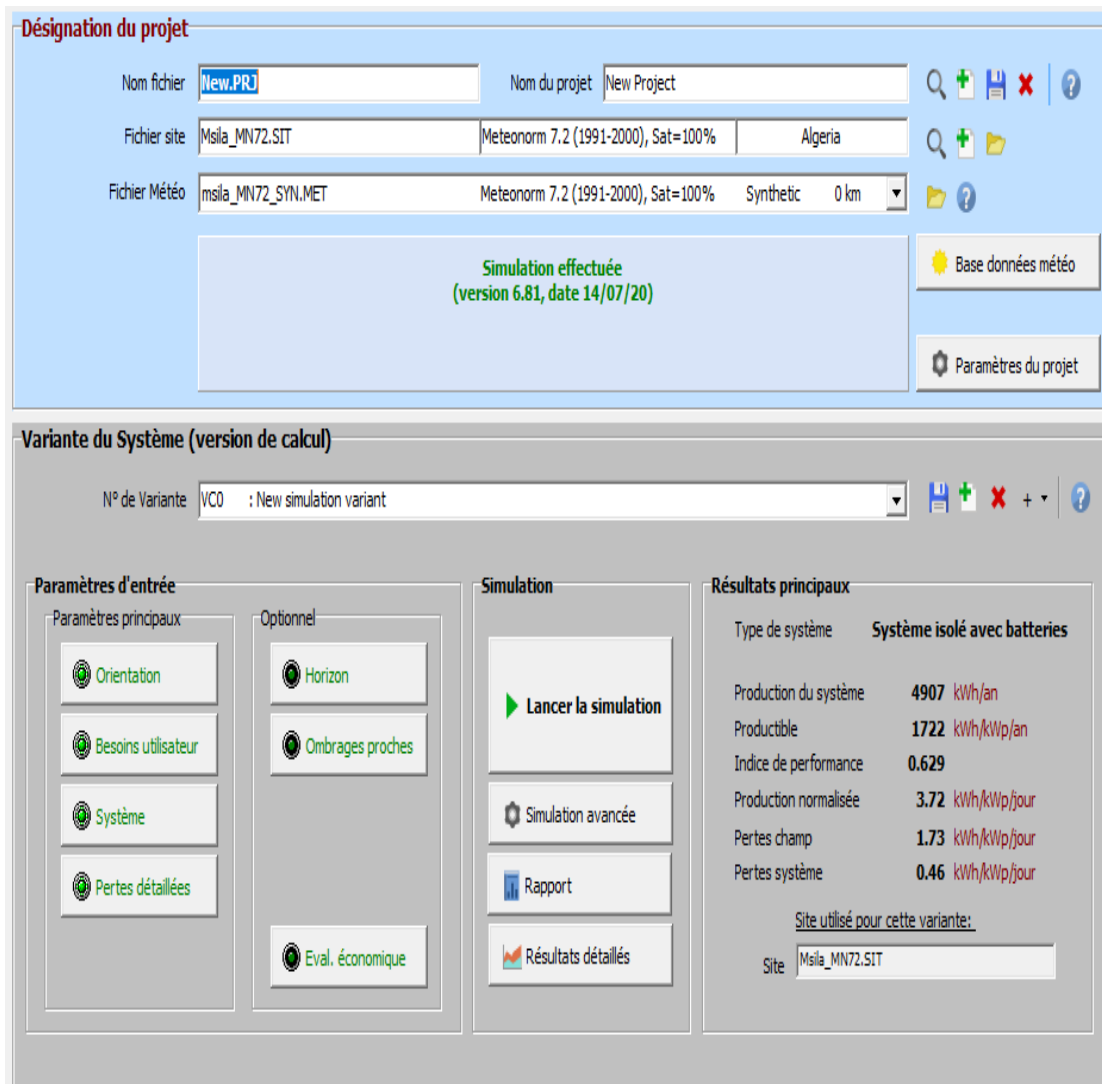 Désignation du projet
Nom fichier New.PRJ Nom du projet New Project
Fichier site Msila_MN72.SIT Meteonorm 7.2 (1991-2000), Sat=100% Algeria
Fichier Météo msila_MN72_SYN.MET Meteonorm 7.2 (1991-2000), Sat=100% Synthetic 0 km
Simulation effectuée
(version 6.81, date 14/07/20)
Base données météo
Paramètres du projet
Variante du Système (version de calcul)
N° de Variante VC0 : New simulation variant
Paramètres d'entrée
Paramètres principaux
Orientation
Besoins utilisateur
Système
Pertes détaillées
Optionnel
Horizon
Ombrages proches
Eval. économique
Simulation
Lancer la simulation
Simulation avancée
Rapport
Résultats détaillés
Résultats principaux
Type de système Système isolé avec batteries
Production du système 4907 kWh/an
Productible 1722 kWh/kWp/an
Indice de performance 0.629
Production normalisée 3.72 kWh/kWp/jour
Pertes champ 1.73 kWh/kWp/jour
Pertes système 0.46 kWh/kWp/jour
Site utilisé pour cette variante:
Site Msila_MN72.SIT